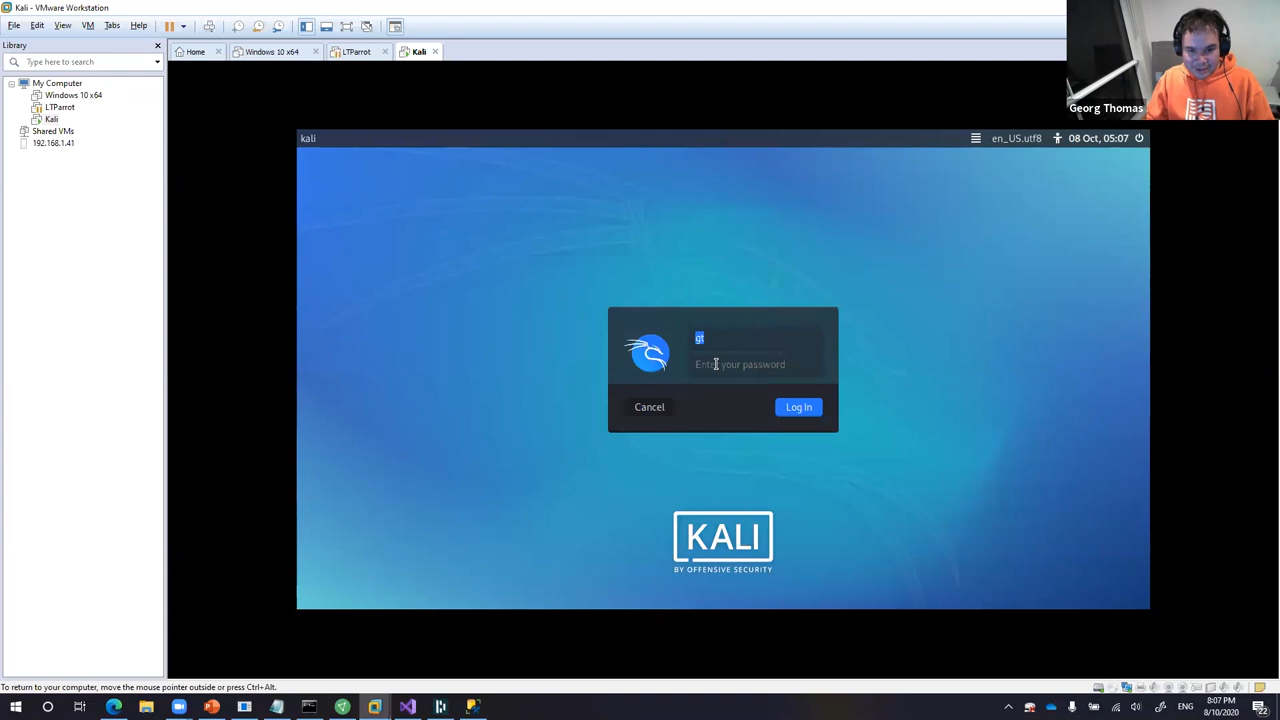 Kali - VMware Workstation
File Edit View VM Tabs Help
Library
Type here to search
Home
Windows 10 x64
LTParrot
Kali
My Computer
Windows 10 x64
LTParrot
Kali
Shared VMs
192.168.1.41
Georg Thomas
kali
en_US.utf8
08 Oct, 05:07
gt
Enter your password
Cancel
Log In
KALI
BY OFFENSIVE SECURITY
To return to your computer, move the mouse pointer outside or press Ctrl+Alt.
ENG
8:07 PM
8/10/2020
22